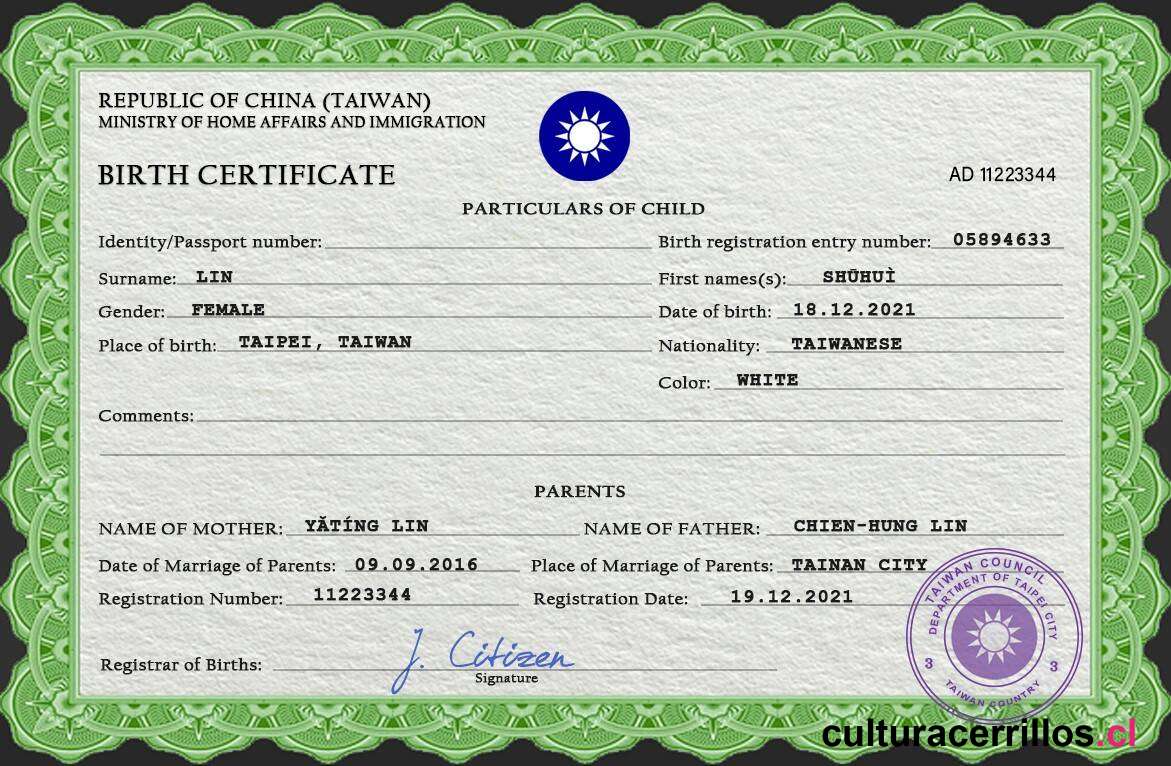 REPUBLIC OF CHINA (TAIWAN)
MINISTRY OF HOME AFFAIRS AND IMMIGRATION
BIRTH CERTIFICATE
AD 11223344
PARTICULARS OF CHILD
Identity/Passport number: Birth registration entry number: 05894633
Surname: LIN First names(s): SHŪHUÌ
Gender: FEMALE Date of birth: 18.12.2021
Place of birth: TAIPEI, TAIWAN Nationality: TAIWANESE
Color: WHITE
Comments:
PARENTS
NAME OF MOTHER: YĂTÍNG LIN NAME OF FATHER: CHIEN-HUNG LIN
Date of Marriage of Parents: 09.09.2016 Place of Marriage of Parents: TAINAN CITY
Registration Number: 11223344 Registration Date: 19.12.2021
Registrar of Births: J. Citizen
Signature
TAIWAN COUNCIL
DEPARTMENT OF TAIPEI CITY
3 3
TAIWAN COUNTRY
culturacerrillos.cl